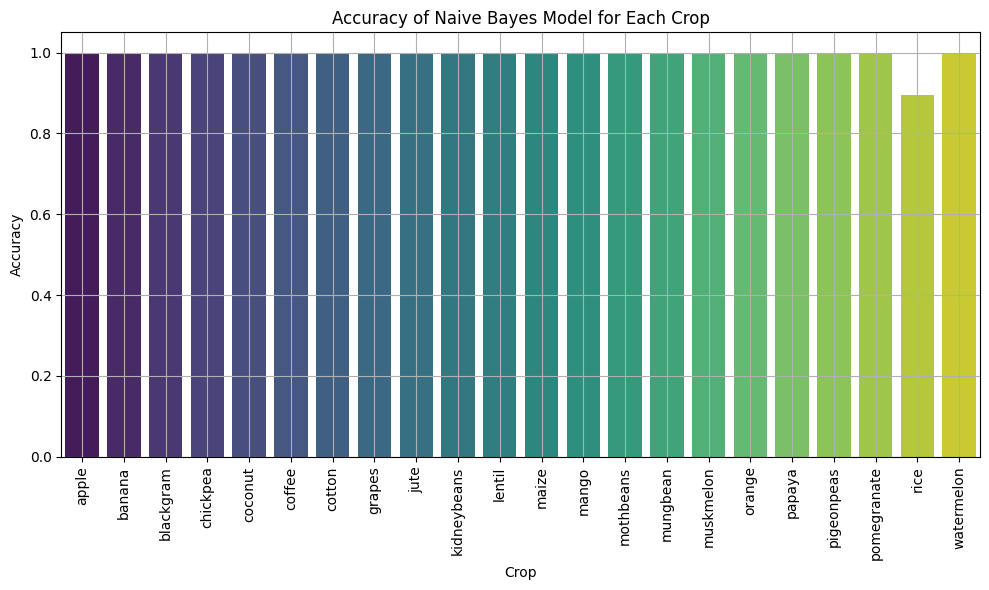 Accuracy of Naive Bayes Model for Each Crop
1.0
0.8
0.6
0.4
0.2
0.0
Accuracy
apple
banana
blackgram
chickpea
coconut
coffee
cotton
grapes
jute
kidneybeans
lentil
maize
mango
mothbeans
mungbean
muskmelon
orange
papaya
pigeonpeas
pomegranate
rice
watermelon
Crop